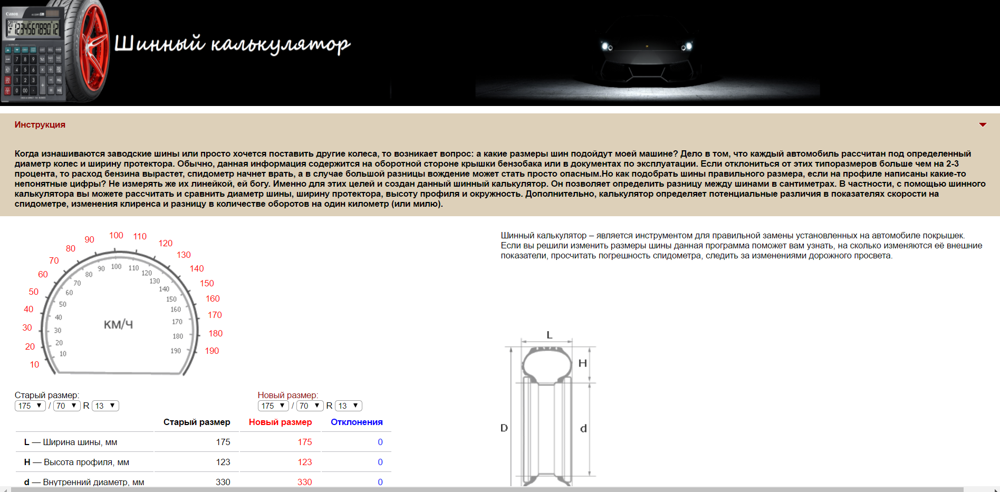 Canon
123456789012
Шинный калькулятор
7 8 9
4 5 6
1 2 3
0 00 .
Инструкция
Когда изнашиваются заводские шины или просто хочется поставить другие колеса, то возникает вопрос: а какие размеры шин подойдут моей машине? Дело в том, что каждый автомобиль рассчитан под определенный
диаметр колес и ширину протектора. Обычно, данная информация содержится на оборотной стороне крышки бензобака или в документах по эксплуатации. Если отклониться от этих типоразмеров больше чем на 2-3
процента, то расход бензина вырастет, спидометр начнет врать, а в случае большой разницы вождение может стать просто опасным.Но как подобрать шины правильного размера, если на профиле написаны какие-то
непонятные цифры? Не измерять же их линейкой, ей богу. Именно для этих целей и создан данный шинный калькулятор. Он позволяет определить разницу между шинами в сантиметрах. В частности, с помощью шинного
калькулятора вы можете рассчитать и сравнить диаметр шины, ширину протектора, высоту профиля и окружность. Дополнительно, калькулятор определяет потенциальные различия в показателях скорости на
спидометре, изменения клиренса и разницу в количестве оборотов на один километр (или милю).
10 20 30 40 50 60 70 80 90 100 110 120 130 140 150 160 170 180 190
10 20 30 40 50 60 70 80 90 100 110 120 130 140 150 160 170 180 190
КМ/Ч
Шинный калькулятор – является инструментом для правильной замены установленных на автомобиле покрышек.
Если вы решили изменить размеры шины данная программа поможет вам узнать, на сколько изменяются её внешние
показатели, просчитать погрешность спидометра, следить за изменениями дорожного просвета.
L
H
D
d
Старый размер:
175 / 70 R 13
Новый размер:
175 / 70 R 13
Старый размер Новый размер Отклонения
L — Ширина шины, мм 175 175 0
H — Высота профиля, мм 123 123 0
d — Внутренний диаметр, мм 330 330 0